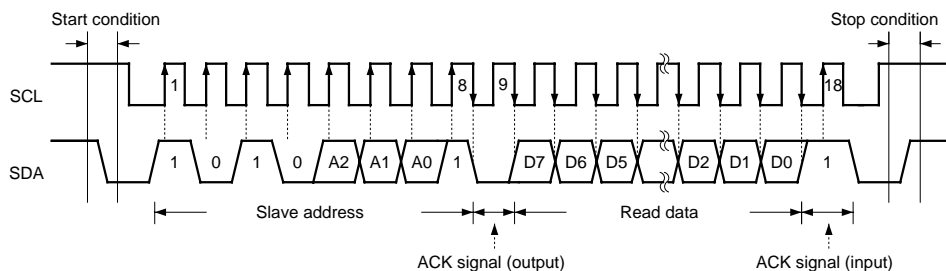 Start condition
Stop condition
SCL
1
8
9
18
SDA
1 0 1 0 A2 A1 A0 1 D7 D6 D5 D2 D1 D0 1
Slave address
Read data
ACK signal (output)
ACK signal (input)